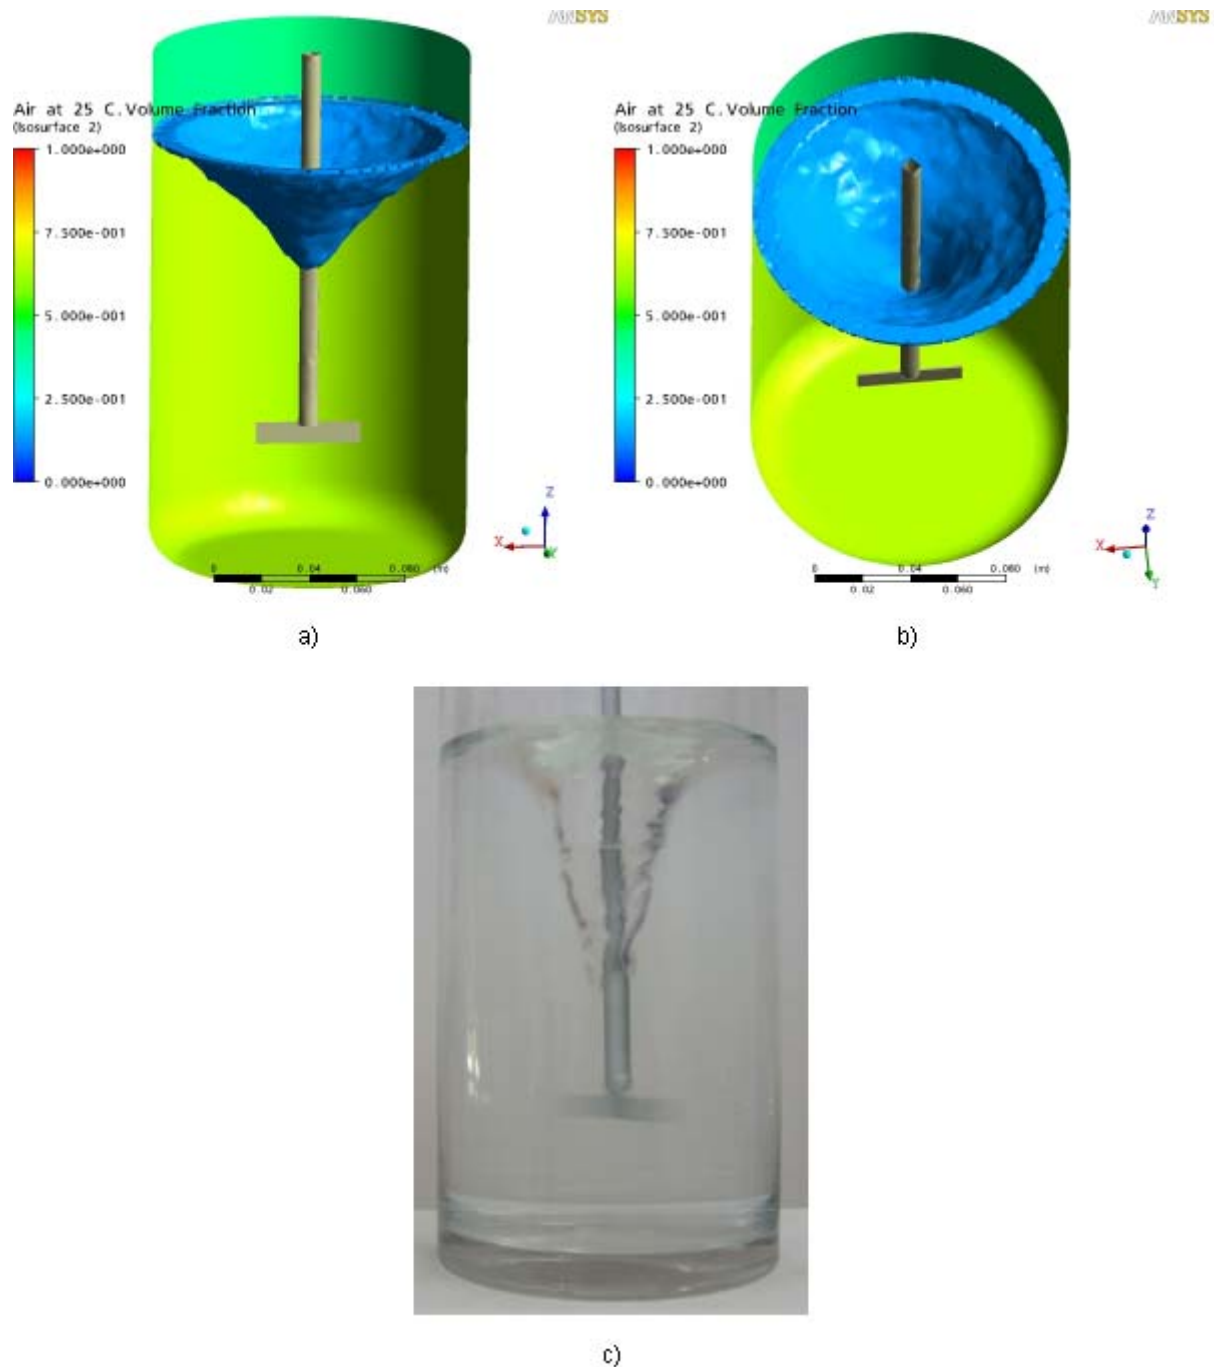 ANSYS
Air at 25 C.Volume Fraction
(Isosurface 2)
1.000e+000
7.500e-001
5.000e-001
2.500e-001
0.000e+000
Z
X
0 0.04 0.080 (m)
0.02 0.060
a)
ANSYS
Air at 25 C.Volume Fraction
(Isosurface 2)
1.000e+000
7.500e-001
5.000e-001
2.500e-001
0.000e+000
Z
X
Y
0 0.04 0.080 (m)
0.02 0.060
b)
c)